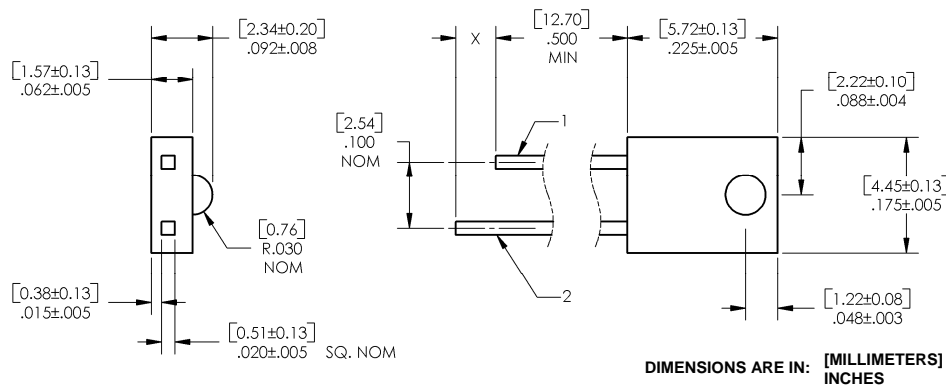 [2.34±0.20]
.092±.008
[1.57±0.13]
.062±.005
X
[12.70]
.500
MIN
[5.72±0.13]
.225±.005
[2.22±0.10]
.088±.004
[2.54]
.100
NOM
1
[4.45±0.13]
.175±.005
[0.76]
R.030
NOM
2
[0.38±0.13]
.015±.005
[0.51±0.13]
.020±.005 SQ. NOM
[1.22±0.08]
.048±.003
DIMENSIONS ARE IN: [MILLIMETERS]
INCHES